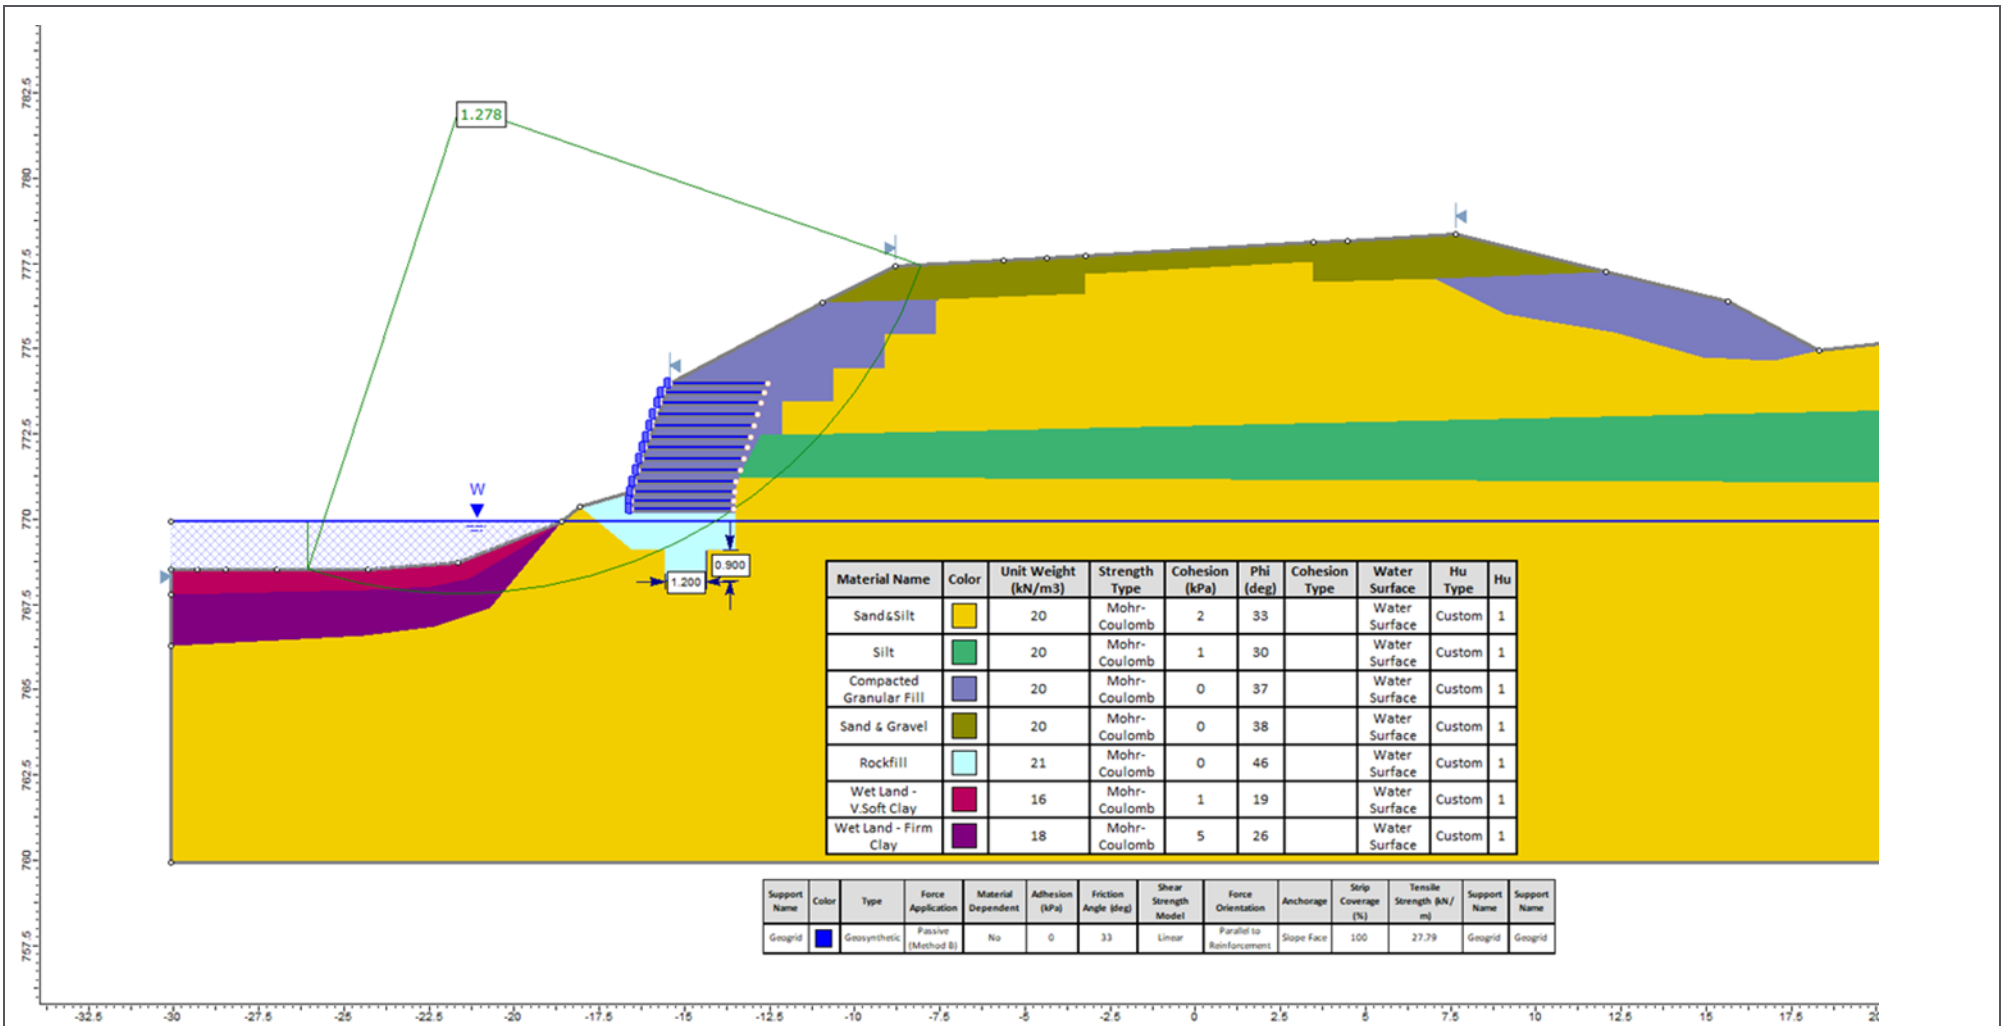 1.278
782.5
780
777.5
775
772.5
770
767.5
765
762.5
760
757.5
W
0.900
1.200
Material Name Color Unit Weight (kN/m3) Strength Type Cohesion (kPa) Phi (deg) Cohesion Type Water Surface Hu Type Hu
Sand&Silt 20 Mohr-Coulomb 2 33 Water Surface Custom 1
Silt 20 Mohr-Coulomb 1 30 Water Surface Custom 1
Compacted Granular Fill 20 Mohr-Coulomb 0 37 Water Surface Custom 1
Sand & Gravel 20 Mohr-Coulomb 0 38 Water Surface Custom 1
Rockfill 21 Mohr-Coulomb 0 46 Water Surface Custom 1
Wet Land - V.Soft Clay 16 Mohr-Coulomb 1 19 Water Surface Custom 1
Wet Land - Firm Clay 18 Mohr-Coulomb 5 26 Water Surface Custom 1
Support Name Color Type Force Application Material Dependent Adhesion (kPa) Friction Angle (deg) Shear Strength Model Force Orientation Anchorage Strip Coverage (%) Tensile Strength (kN/m) Support Name Support Name
Geogrid Geosynthetic Passive (Method B) No 0 33 Linear Parallel to Reinforcement Slope Face 100 27.79 Geogrid Geogrid
-32.5 -30 -27.5 -25 -22.5 -20 -17.5 -15 -12.5 -10 -7.5 -5 -2.5 0 2.5 5 7.5 10 12.5 15 17.5 20